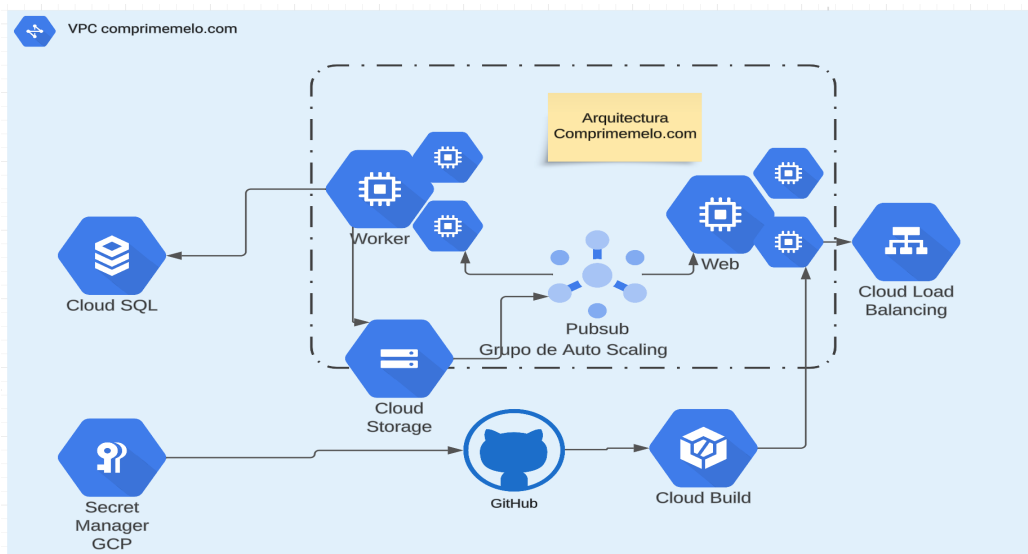 VPC comprimemelo.com
Arquitectura
Comprimemelo.com
Worker
Web
Cloud SQL
Cloud Load
Balancing
Pubsub
Grupo de Auto Scaling
Cloud
Storage
Secret
Manager
GCP
GitHub
Cloud Build